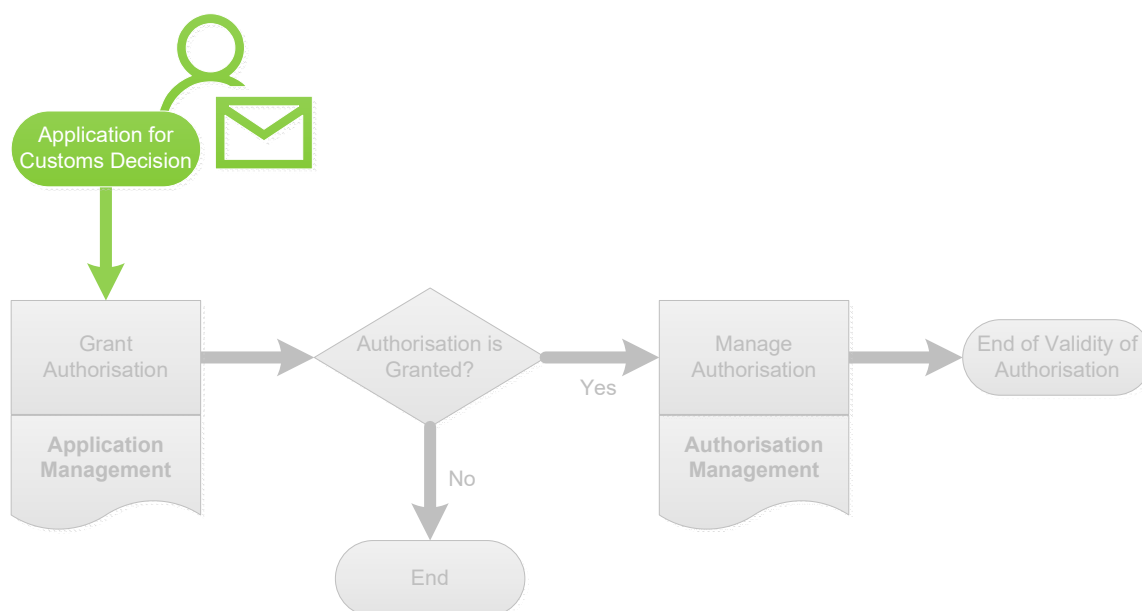 Application for
Customs Decision
Grant
Authorisation
Application
Management
Authorisation is
Granted?
Yes
No
End
Manage
Authorisation
Authorisation
Management
End of Validity of
Authorisation